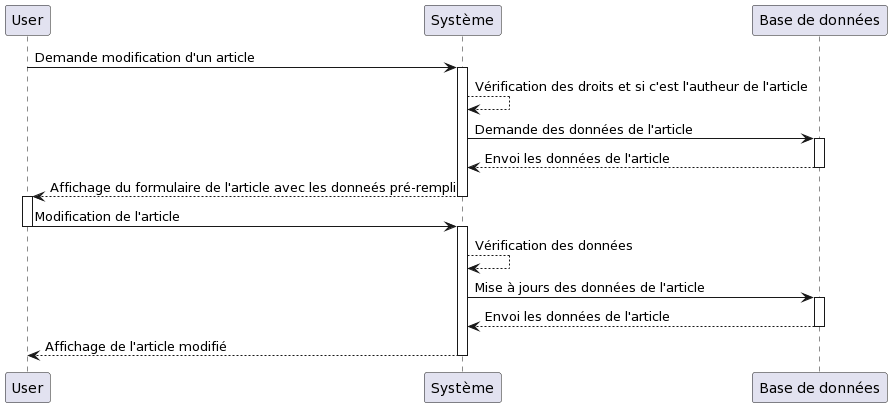 User
Système
Base de données
Demande modification d'un article
Vérification des droits et si c'est l'autheur de l'article
Demande des données de l'article
Envoi les données de l'article
Affichage du formulaire de l'article avec les donneés pré-rempli
Modification de l'article
Vérification des données
Mise à jours des données de l'article
Envoi les données de l'article
Affichage de l'article modifié
User
Système
Base de données